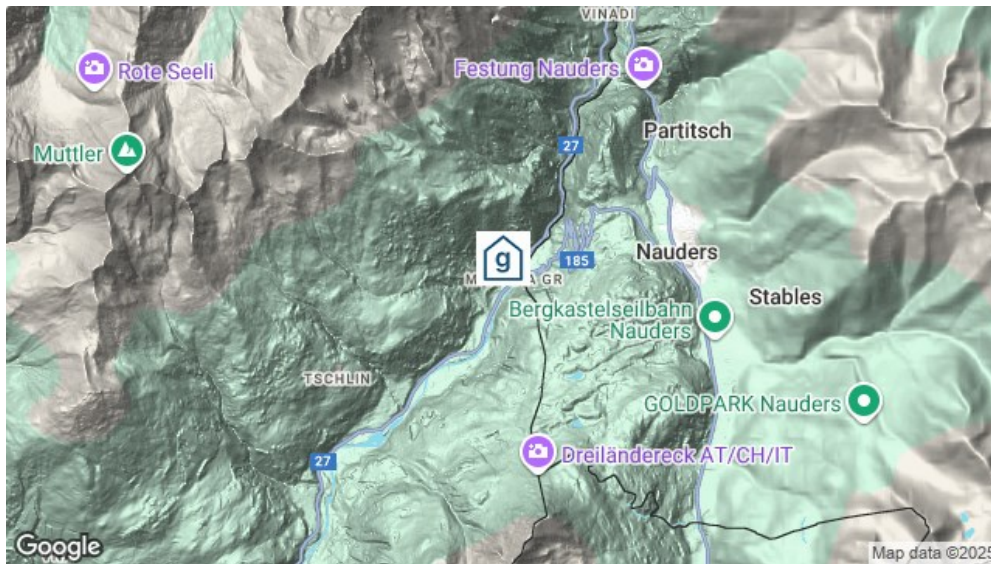 VINADI
Rote Seeli
Festung Nauders
Partitsch
27
Muttler
g
Nauders
185
GR
Stables
Bergkastelseilbahn
Nauders
TSCHLIN
GOLDPARK Nauders
Dreiländereck AT/CH/IT
27
Google
Map data ©2025